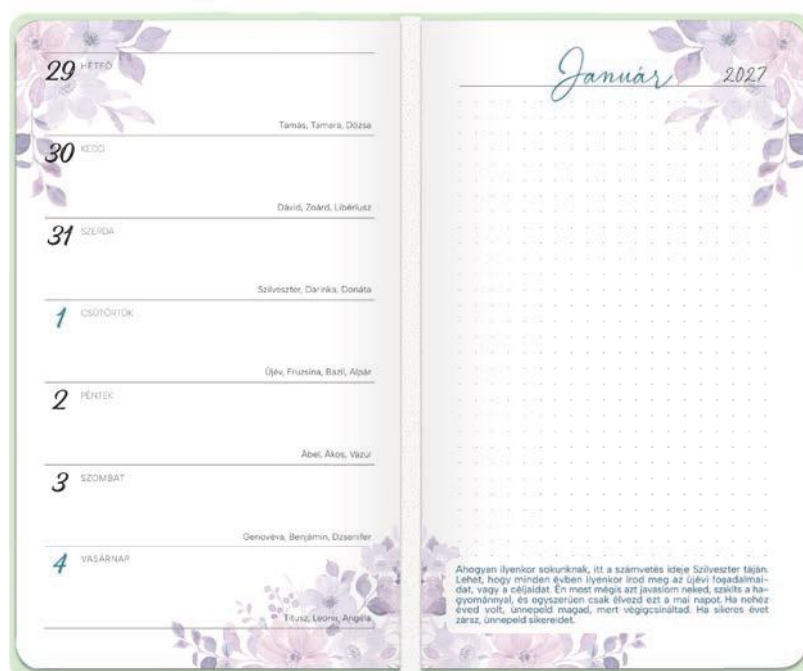 29 HÉTFŐ
Tamás, Tamara, Dózsa
30 KEDD
Dávid, Zoárd, Libériusz
31 SZERDA
Szilveszter, Darinka, Donáta
1 CSÜTÖRTÖK
Újév, Fruzsina, Bazil, Alpár
2 PÉNTEK
Ábel, Ákos, Vazul
3 SZOMBAT
Genovéva, Benjámin, Dzsenifer
4 VASÁRNAP
Titusz, Leona, Angéla
Január 2027
Ahogyan ilyenkor sokunknak, itt a számvetés ideje Szilveszter táján.
Lehet, hogy minden évben ilyenkor írod meg az újévi fogadalmai-
dat, vagy a céljaidat. Én most mégis azt javaslom neked, szakíts a ha-
gyománnyal, és egyszerűen csak élvezd ezt a mai napot. Ha nehéz
éved volt, ünnepeld magad, mert végigcsináltad. Ha sikeres évet
zársz, ünnepeld sikereidet.